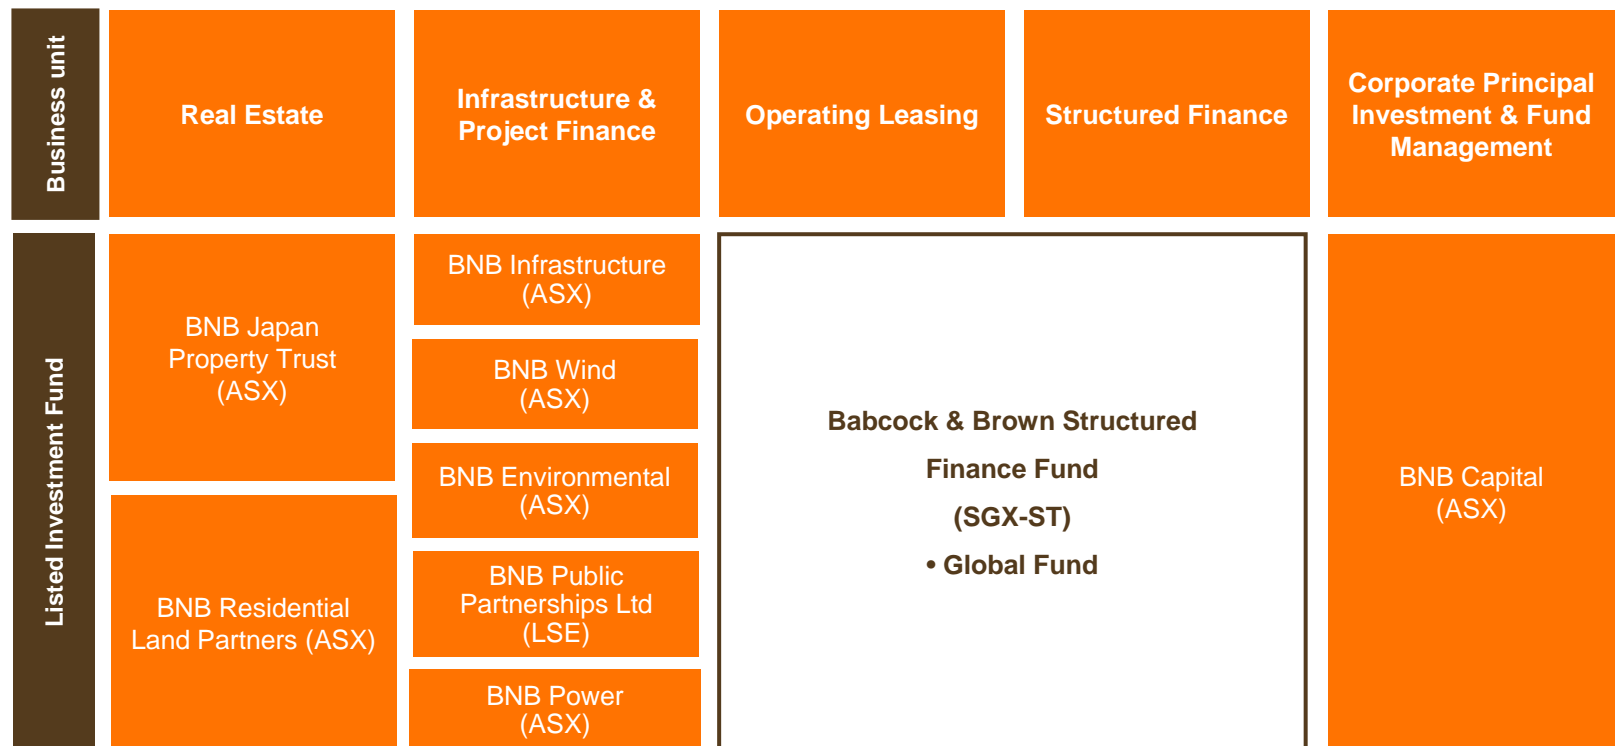 Business unit
Real Estate
Infrastructure &
Project Finance
Operating Leasing
Structured Finance
Corporate Principal
Investment & Fund
Management
Listed Investment Fund
BNB Japan
Property Trust
(ASX)
BNB Residential
Land Partners (ASX)
BNB Infrastructure
(ASX)
BNB Wind
(ASX)
BNB Environmental
(ASX)
BNB Public
Partnerships Ltd
(LSE)
BNB Power
(ASX)
Babcock & Brown Structured
Finance Fund
(SGX-ST)
• Global Fund
BNB Capital
(ASX)